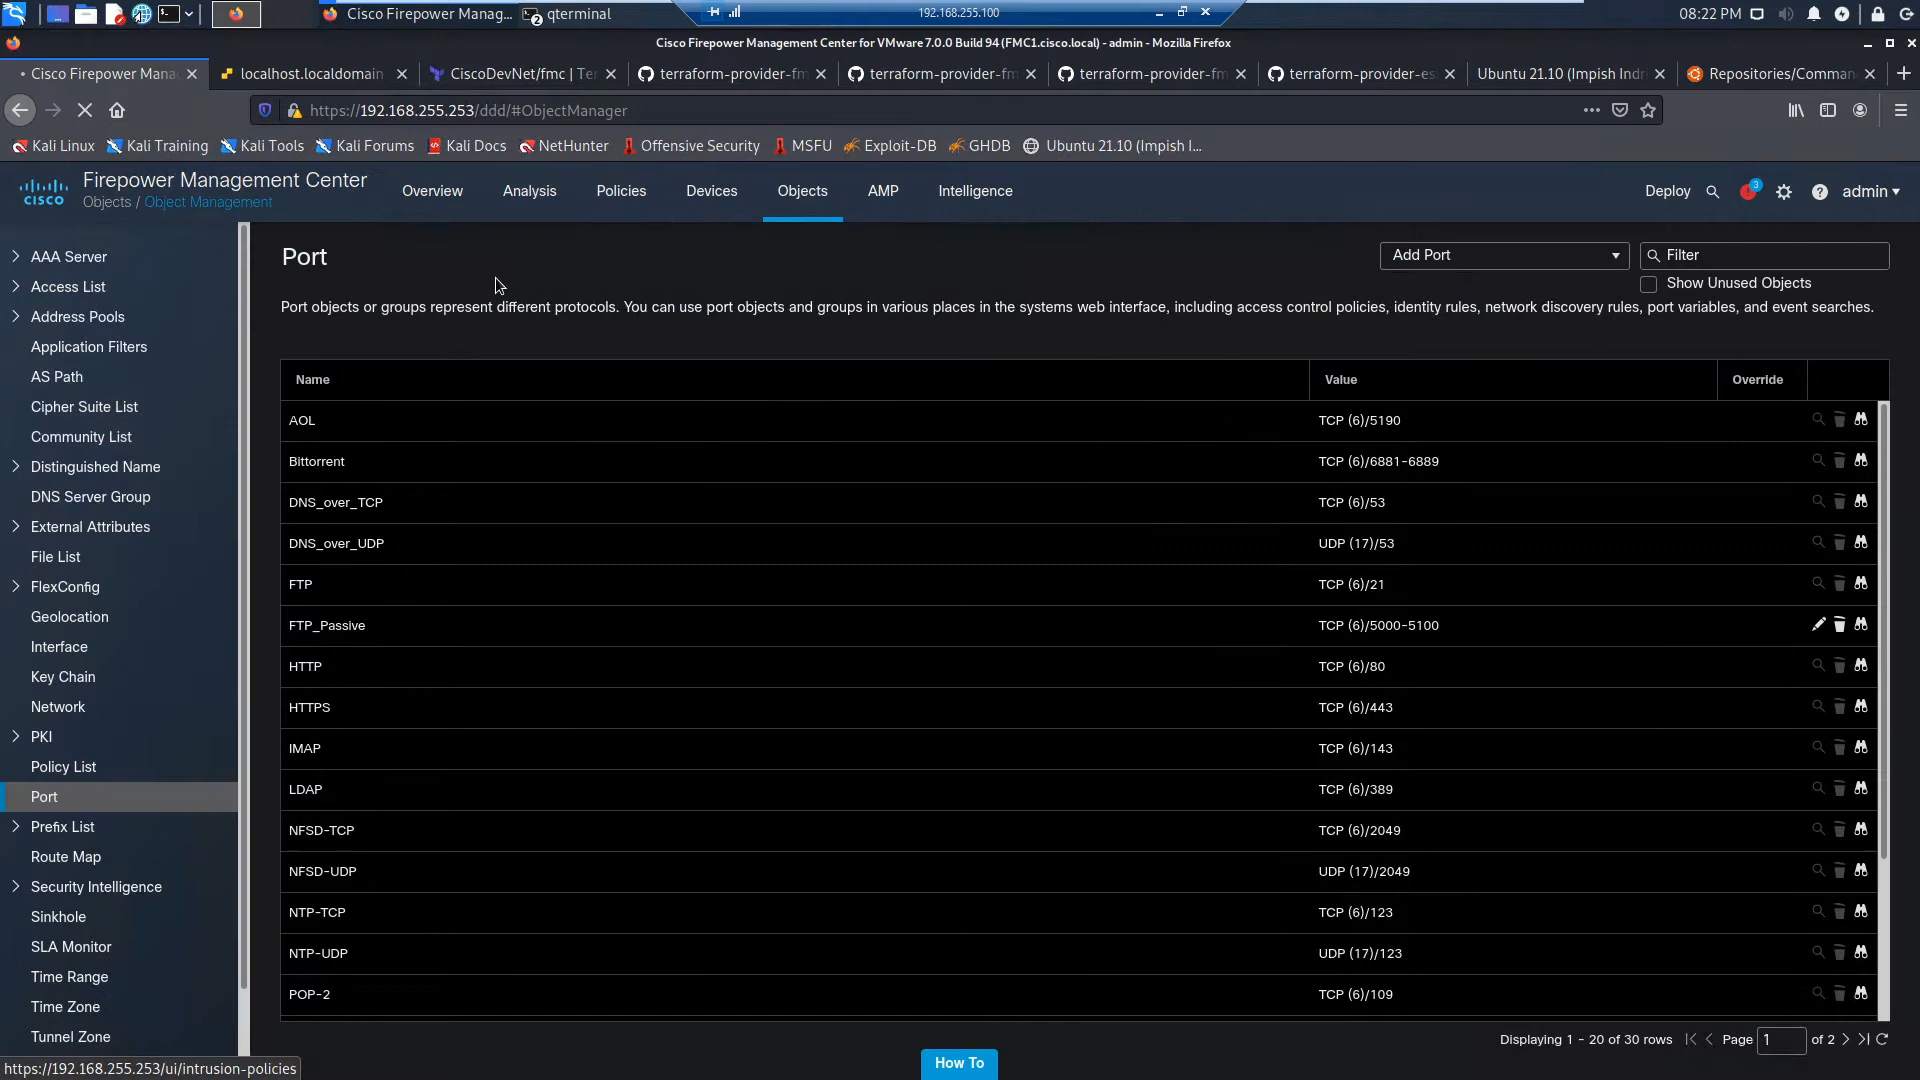 Cisco Firepower Manag...
2
qterminal
192.168.255.100
08:22 PM
Cisco Firepower Management Center for VMware 7.0.0 Build 94 (FMC1.cisco.local) - admin - Mozilla Firefox
Cisco Firepower Mana
localhost.localdomain
CiscoDevNet/fmc | Te
terraform-provider-fm
terraform-provider-fm
terraform-provider-fm
terraform-provider-es
Ubuntu 21.10 (Impish Indri
Repositories/Comman
https://192.168.255.253/ddd/#ObjectManager
Kali Linux
Kali Training
Kali Tools
Kali Forums
Kali Docs
NetHunter
Offensive Security
MSFU
Exploit-DB
GHDB
Ubuntu 21.10 (Impish I...
cisco
Firepower Management Center
Objects / Object Management
Overview
Analysis
Policies
Devices
Objects
AMP
Intelligence
Deploy
3
admin
AAA Server
Access List
Address Pools
Application Filters
AS Path
Cipher Suite List
Community List
Distinguished Name
DNS Server Group
External Attributes
File List
FlexConfig
Geolocation
Interface
Key Chain
Network
PKI
Policy List
Port
Prefix List
Route Map
Security Intelligence
Sinkhole
SLA Monitor
Time Range
Time Zone
Tunnel Zone
Port
Add Port
Filter
Show Unused Objects
Port objects or groups represent different protocols. You can use port objects and groups in various places in the systems web interface, including access control policies, identity rules, network discovery rules, port variables, and event searches.
Name Value Override
AOL TCP (6)/5190
Bittorrent TCP (6)/6881-6889
DNS_over_TCP TCP (6)/53
DNS_over_UDP UDP (17)/53
FTP TCP (6)/21
FTP_Passive TCP (6)/5000-5100
HTTP TCP (6)/80
HTTPS TCP (6)/443
IMAP TCP (6)/143
LDAP TCP (6)/389
NFSD-TCP TCP (6)/2049
NFSD-UDP UDP (17)/2049
NTP-TCP TCP (6)/123
NTP-UDP UDP (17)/123
POP-2 TCP (6)/109
Displaying 1 - 20 of 30 rows Page 1 of 2
How To
https://192.168.255.253/ui/intrusion-policies